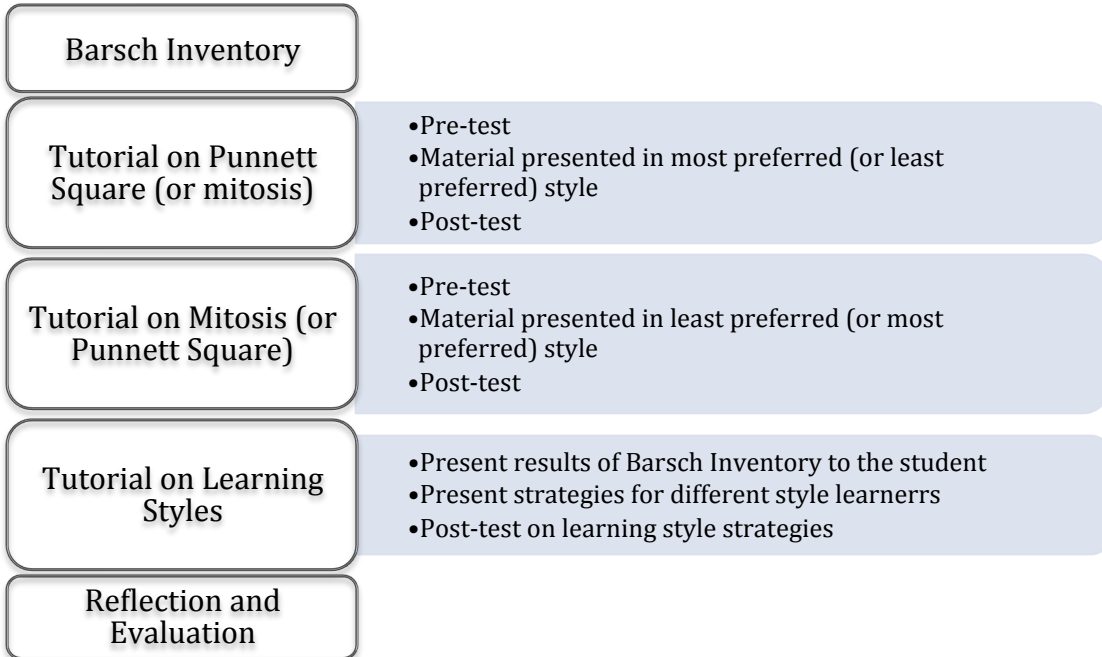 Barsch Inventory
Tutorial on Punnett
Square (or mitosis)
•Pre-test
•Material presented in most preferred (or least
preferred) style
•Post-test
Tutorial on Mitosis (or
Punnett Square)
•Pre-test
•Material presented in least preferred (or most
preferred) style
•Post-test
Tutorial on Learning
Styles
•Present results of Barsch Inventory to the student
•Present strategies for different style learnerrs
•Post-test on learning style strategies
Reflection and
Evaluation